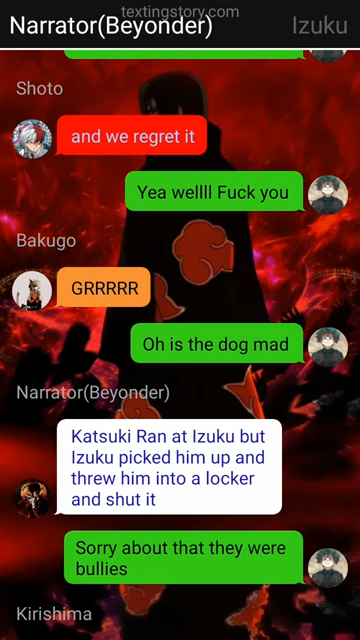 textingstory.com
Narrator(Beyonder)
Izuku
Shoto
and we regret it
Yea wellll Fuck you
Bakugo
GRRRRR
Oh is the dog mad
Narrator(Beyonder)
Katsuki Ran at Izuku but
Izuku picked him up and
threw him into a locker
and shut it
Sorry about that they were
bullies
Kirishima